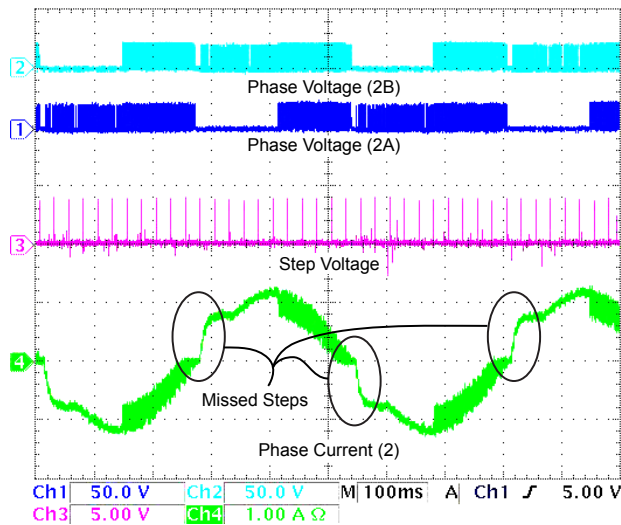 2
Phase Voltage (2B)
1
Phase Voltage (2A)
3
Step Voltage
4
Missed Steps
Phase Current (2)
Ch1 50.0 V Ch2 50.0 V M 100ms A Ch1 5.00 V
Ch3 5.00 V Ch4 1.00 A Ω